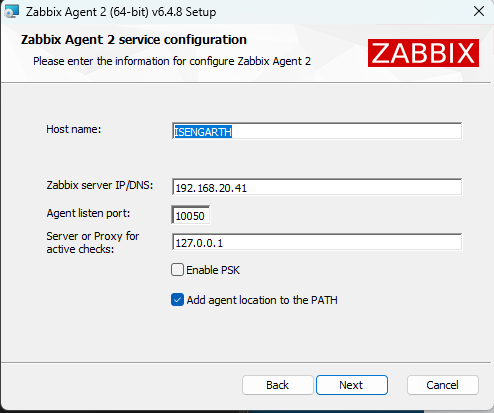 Zabbix Agent 2 (64-bit) v6.4.8 Setup
Zabbix Agent 2 service configuration
Please enter the information for configure Zabbix Agent 2
ZABBIX
Host name:
ISENGARTH
Zabbix server IP/DNS:
192.168.20.41
Agent listen port:
10050
Server or Proxy for
active checks:
127.0.0.1
Enable PSK
Add agent location to the PATH
Back
Next
Cancel